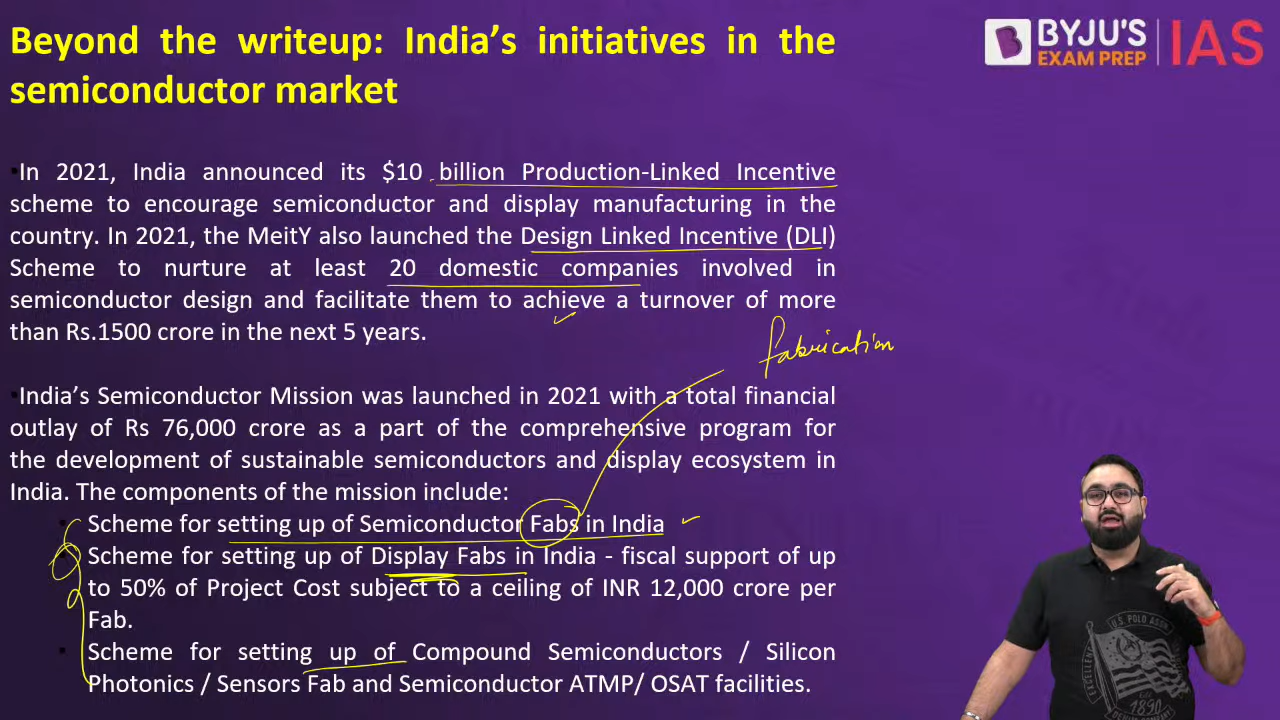 Beyond the writeup: India's initiatives in the
semiconductor market
BYJU'S
EXAM PREP
IAS
•In 2021, India announced its $10 billion Production-Linked Incentive
scheme to encourage semiconductor and display manufacturing in the
country. In 2021, the MeitY also launched the Design Linked Incentive (DLI)
Scheme to nurture at least 20 domestic companies involved in
semiconductor design and facilitate them to achieve a turnover of more
than Rs.1500 crore in the next 5 years.
fabrication
•India's Semiconductor Mission was launched in 2021 with a total financial
outlay of Rs 76,000 crore as a part of the comprehensive program for
the development of sustainable semiconductors and display ecosystem in
India. The components of the mission include:
• Scheme for setting up of Semiconductor Fabs in India
• Scheme for setting up of Display Fabs in India - fiscal support of up
to 50% of Project Cost subject to a ceiling of INR 12,000 crore per
Fab.
• Scheme for setting up of Compound Semiconductors / Silicon
Photonics / Sensors Fab and Semiconductor ATMP/ OSAT facilities.
U.S. POLO ASSN
1890